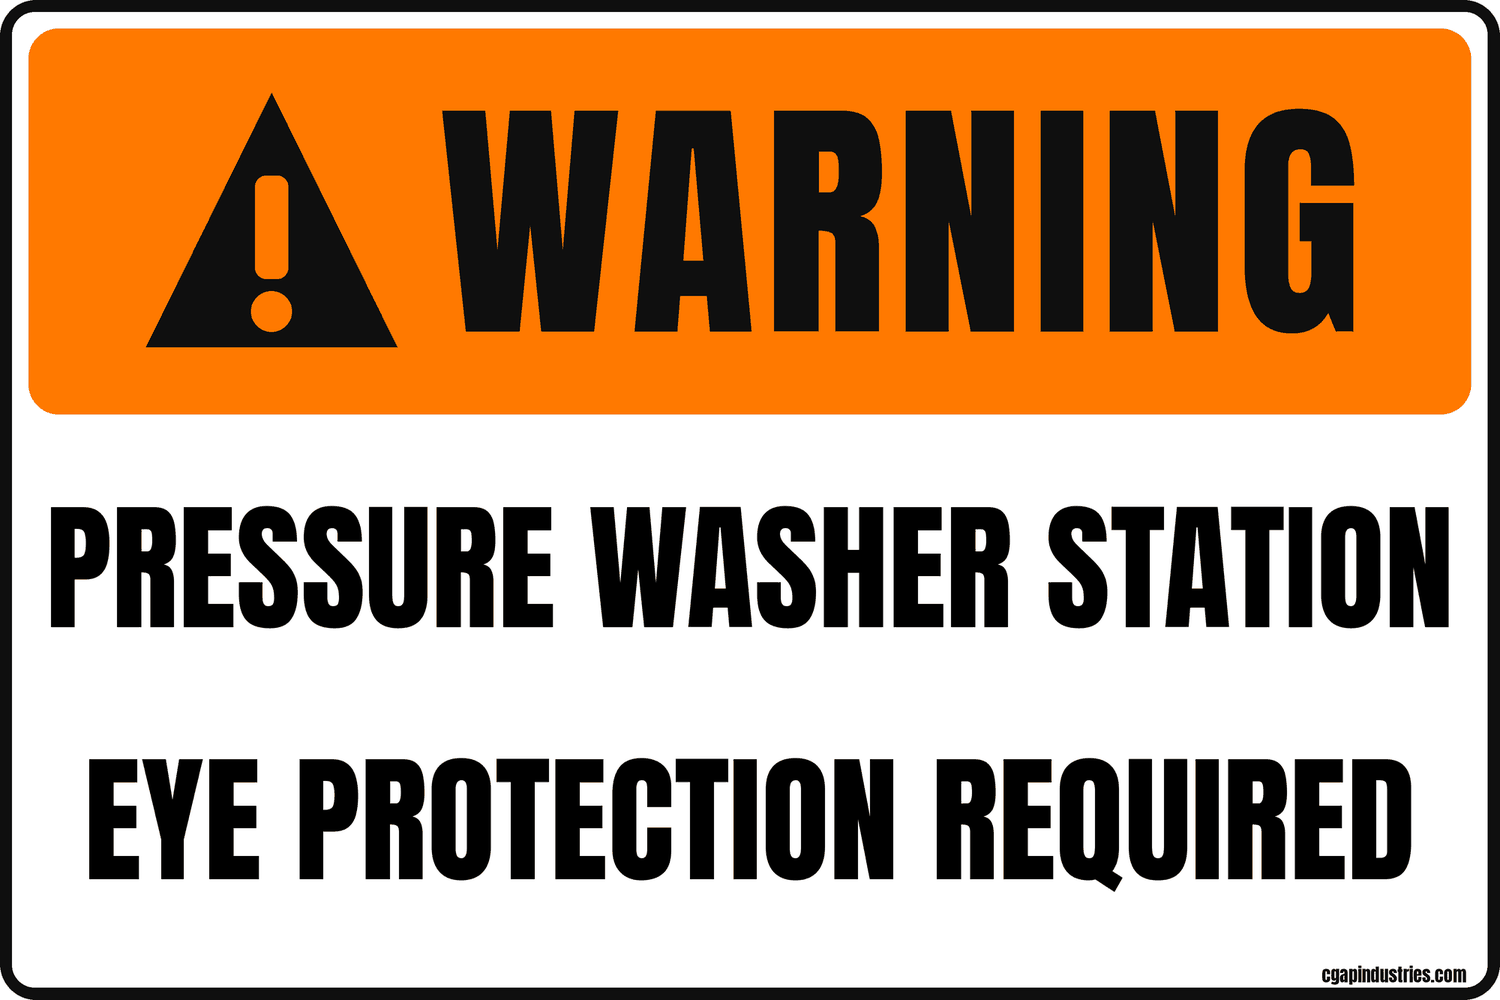 WARNING
PRESSURE WASHER STATION
EYE PROTECTION REQUIRED
cgapindustries.com